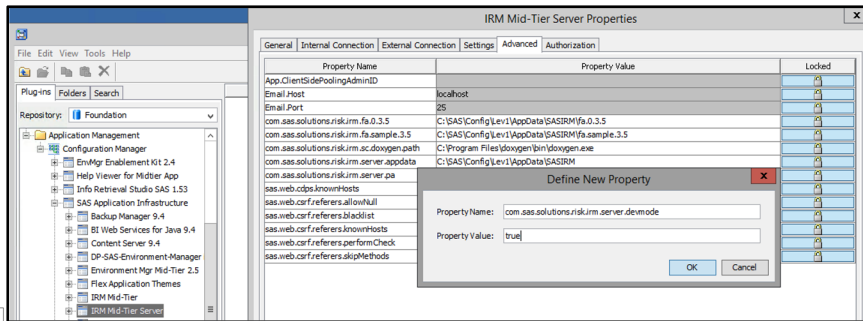 IRM Mid-Tier Server Properties
x
File Edit View Tools Help
General Internal Connection External Connection Settings Advanced Authorization
Property Name Property Value Locked
Plug-ins Folders Search
App.ClientSidePoolingAdminID
Email.Host localhost
Email.Port 25
Repository: Foundation
com.sas.solutions.risk.irm.fa.0.3.5 C:\SAS\Config\Lev1\AppData\SASIRM\fa.0.3.5
com.sas.solutions.risk.irm.fa.sample.3.5 C:\SAS\Config\Lev1\AppData\SASIRM\fa.sample.3.5
Application Management
com.sas.solutions.risk.irm.sc.doxygen.path C:\Program Files\doxygen\bin\doxygen.exe
Configuration Manager
com.sas.solutions.risk.irm.server.appdata C:\SAS\Config\Lev1\AppData\SASIRM
EnvMgr Enablement Kit 2.4
com.sas.solutions.risk.irm.server.pa
Help Viewer for Midtier App
sas.web.cdps.knownHosts
Info Retrieval Studio SAS 1.53
sas.web.csrf.referers.allowNull
SAS Application Infrastructure
sas.web.csrf.referers.blacklist
Backup Manager 9.4
sas.web.csrf.referers.knownHosts
BI Web Services for Java 9.4
sas.web.csrf.referers.performCheck
Content Server 9.4
sas.web.csrf.referers.skipMethods
DP-SAS-Environment-Manager
Environment Mgr Mid-Tier 2.5
Flex Application Themes
IRM Mid-Tier
IRM Mid-Tier Server
Define New Property
x
Property Name: com.sas.solutions.risk.irm.server.devmode
Property Value: true
OK Cancel